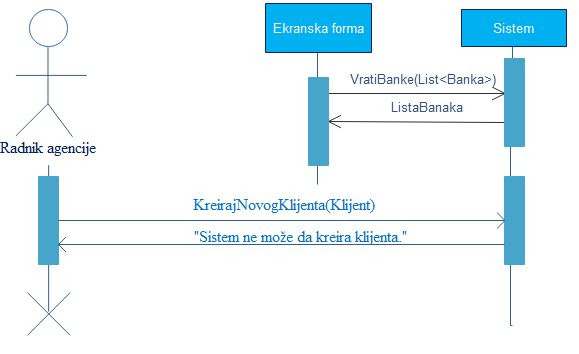 Ekranska forma
Sistem
VratiBanke(List<Banka>)
ListaBanaka
Radnik agencije
KreirajNovogKlijenta(Klijent)
"Sistem ne može da kreira klijenta."